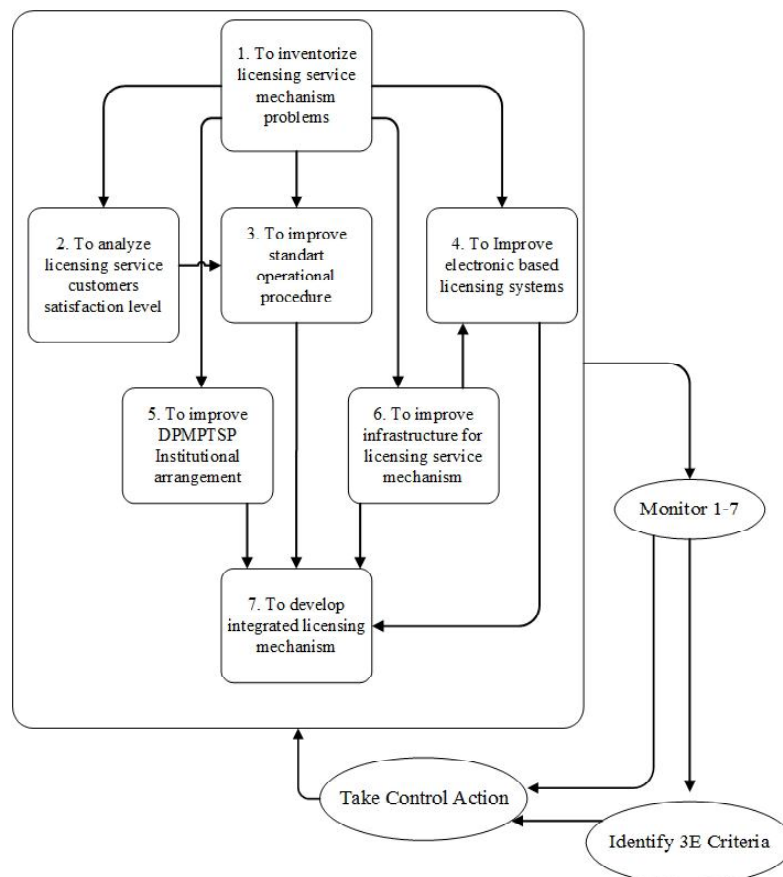 1. To inventorize
licensing service
mechanism
problems
2. To analyze
licensing service
customers
satisfaction level
3. To improve
standart
operational
procedure
4. To Improve
electronic based
licensing systems
5. To improve
DPMPTSP
Institutional
arrangement
6. To improve
infrastructure for
licensing service
mechanism
Monitor 1-7
7. To develop
integrated licensing
mechanism
Take Control Action
Identify 3E Criteria